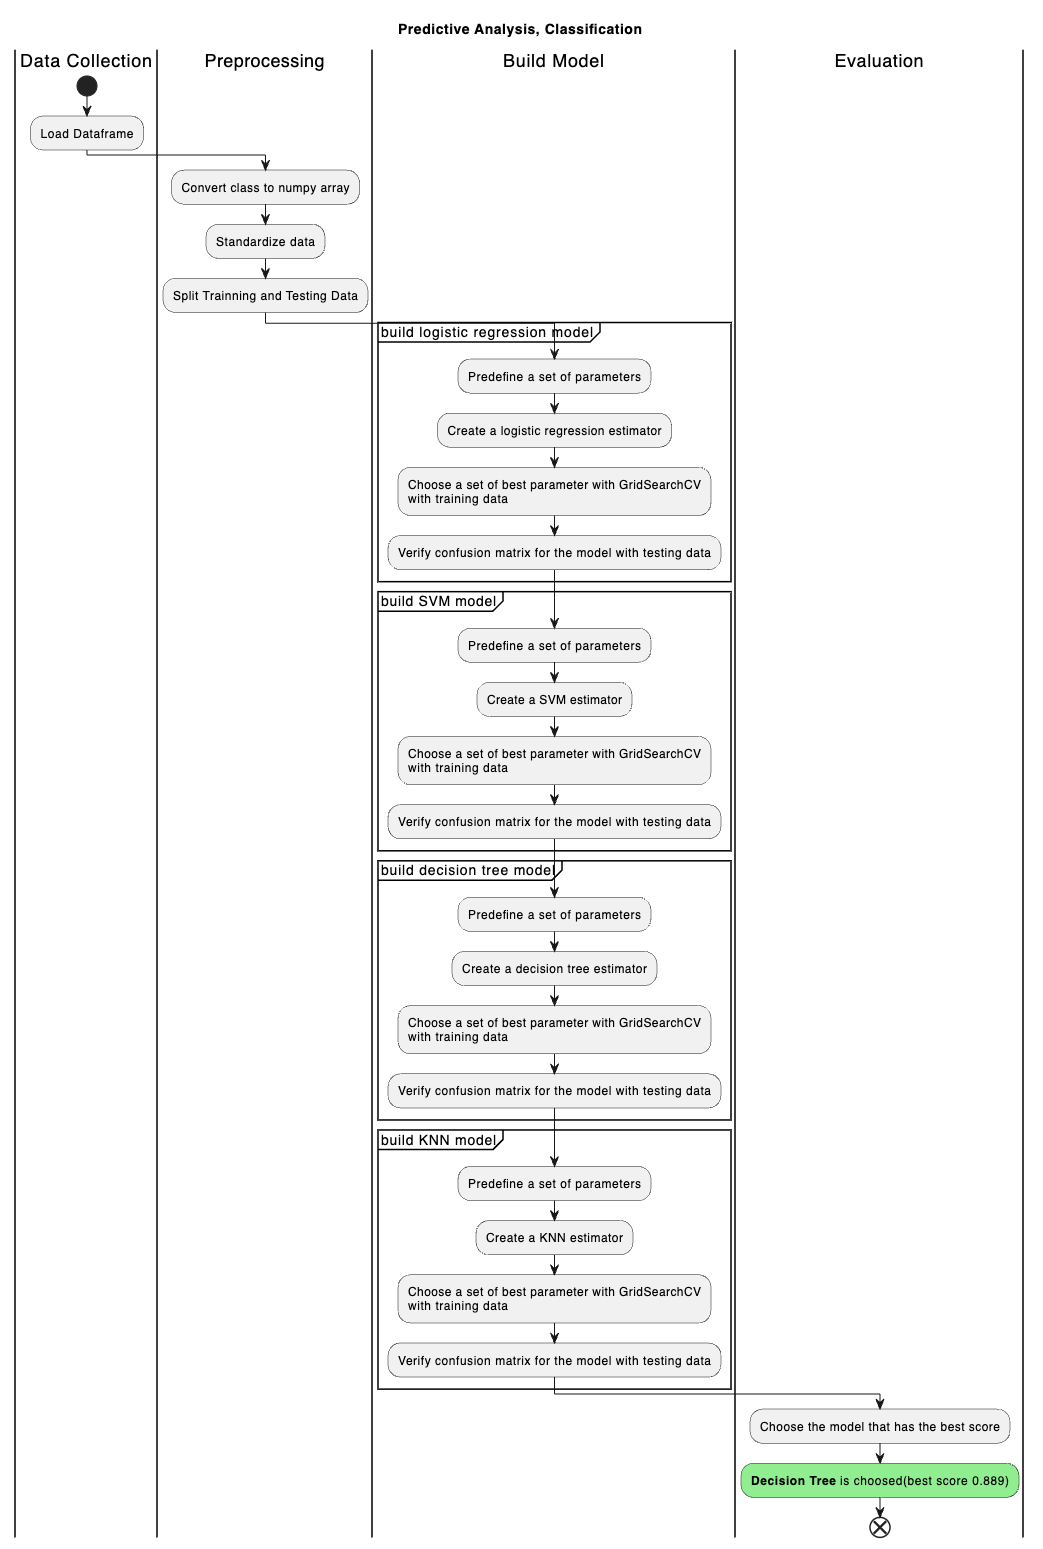 Predictive Analysis, Classification
Data Collection
Preprocessing
Build Model
Evaluation
Load Dataframe
Convert class to numpy array
Standardize data
Split Trainning and Testing Data
build logistic regression model
Predefine a set of parameters
Create a logistic regression estimator
Choose a set of best parameter with GridSearchCV
with training data
Verify confusion matrix for the model with testing data
build SVM model
Predefine a set of parameters
Create a SVM estimator
Choose a set of best parameter with GridSearchCV
with training data
Verify confusion matrix for the model with testing data
build decision tree model
Predefine a set of parameters
Create a decision tree estimator
Choose a set of best parameter with GridSearchCV
with training data
Verify confusion matrix for the model with testing data
build KNN model
Predefine a set of parameters
Create a KNN estimator
Choose a set of best parameter with GridSearchCV
with training data
Verify confusion matrix for the model with testing data
Choose the model that has the best score
Decision Tree is choosed(best score 0.889)